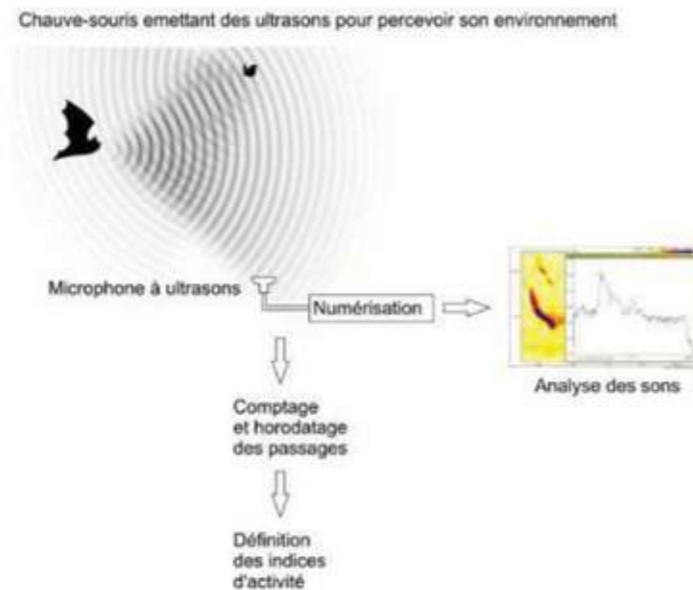 Chauve-souris emettant des ultrasons pour percevoir son environnement
Microphone à ultrasons
Numérisation
Analyse des sons
Comptage
et horodatage
des passages
Définition
des indices
d'activité